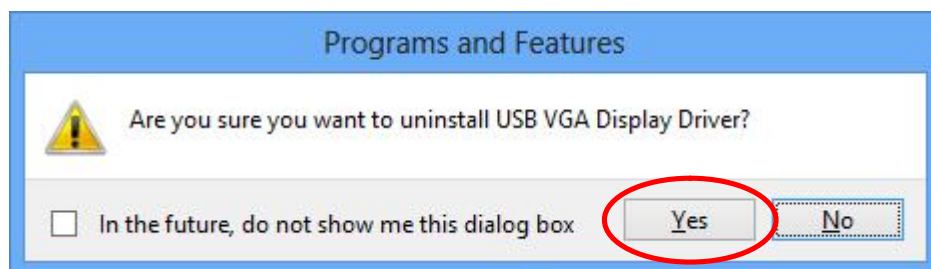 Programs and Features
Are you sure you want to uninstall USB VGA Display Driver?
In the future, do not show me this dialog box
Yes
No